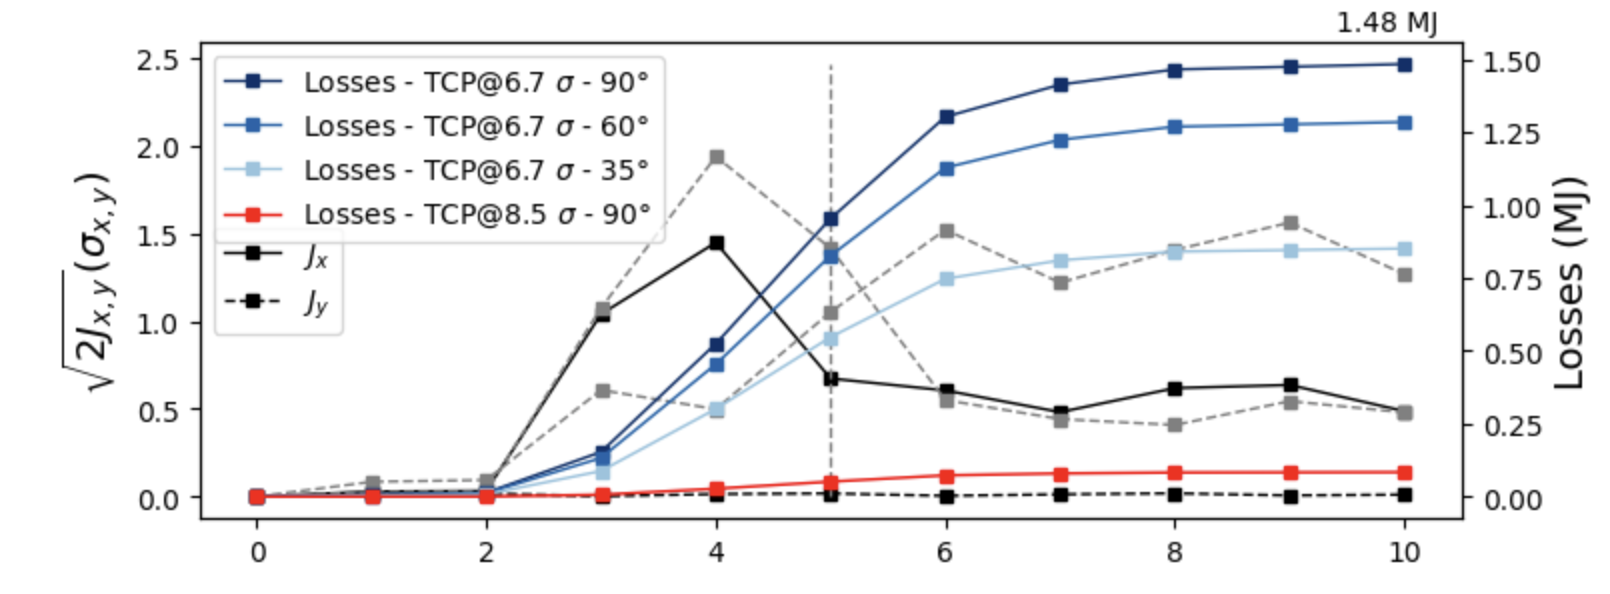 1.48 MJ
Losses - TCP@6.7 σ - 90°
Losses - TCP@6.7 σ - 60°
Losses - TCP@6.7 σ - 35°
Losses - TCP@8.5 σ - 90°
Jx
Jy
√2Jx,y (σx,y)
2.5
2.0
1.5
1.0
0.5
0.0
1.50
1.25
1.00
0.75
0.50
0.25
0.00
Losses (MJ)
0 2 4 6 8 10